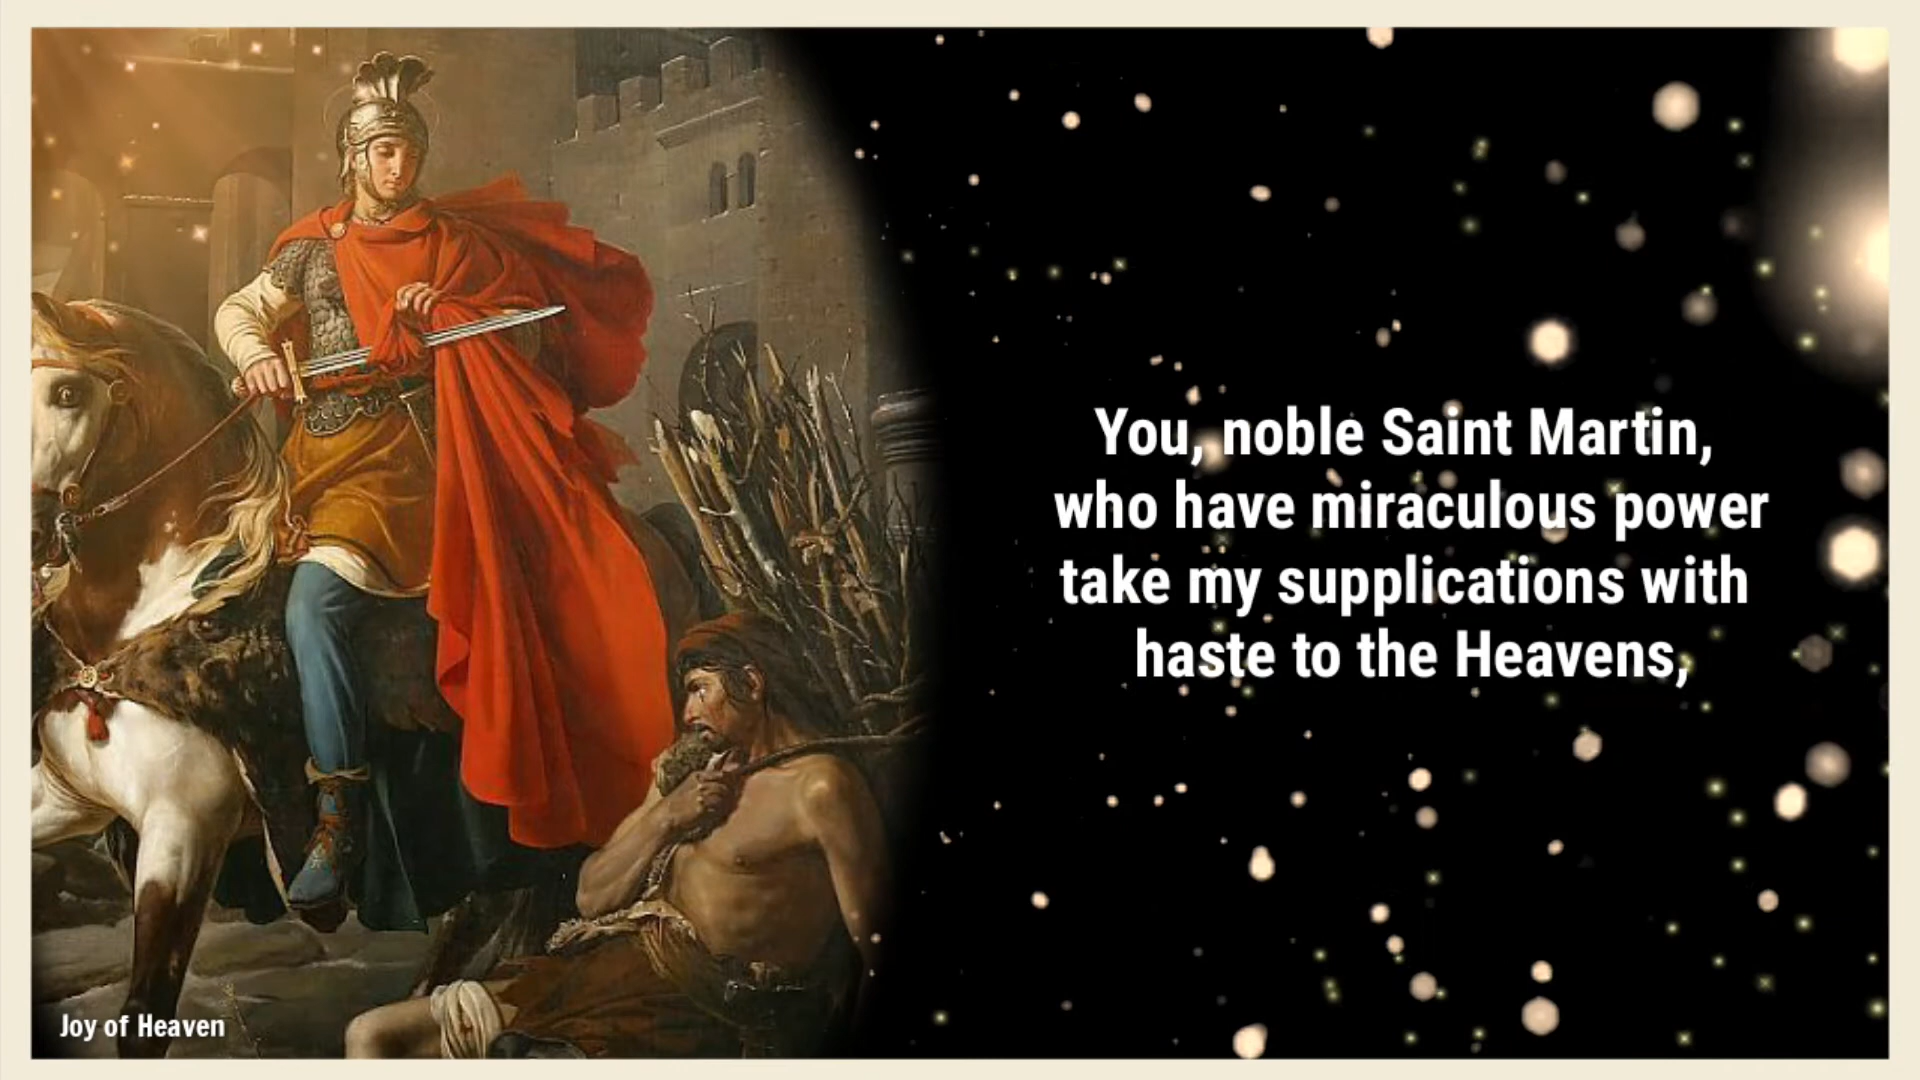 You, noble Saint Martin,
who have miraculous power
take my supplications with
haste to the Heavens,
Joy of Heaven